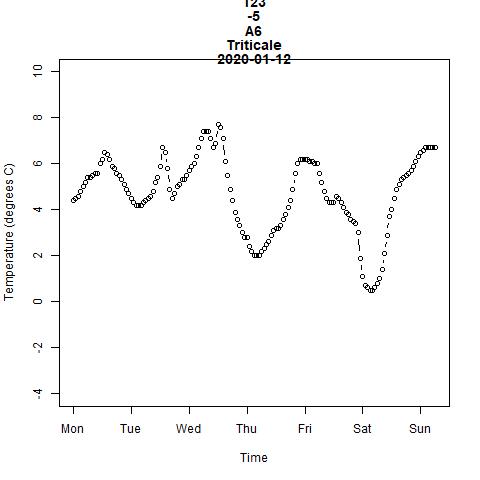 123
-5
A6
Triticale
2020-01-12
10
8
6
4
2
0
-2
-4
Temperature (degrees C)
Mon Tue Wed Thu Fri Sat Sun
Time